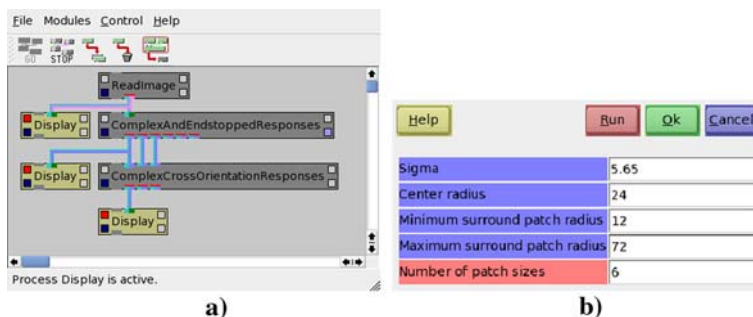 File Modules Control Help
GO STOP
ReadImage
Display ComplexAndEndstoppedResponses
Display ComplexCrossOrientationResponses
Display
Process Display is active.
a)
Help Run Ok Cancel
Sigma 5.65
Center radius 24
Minimum surround patch radius 12
Maximum surround patch radius 72
Number of patch sizes 6
b)